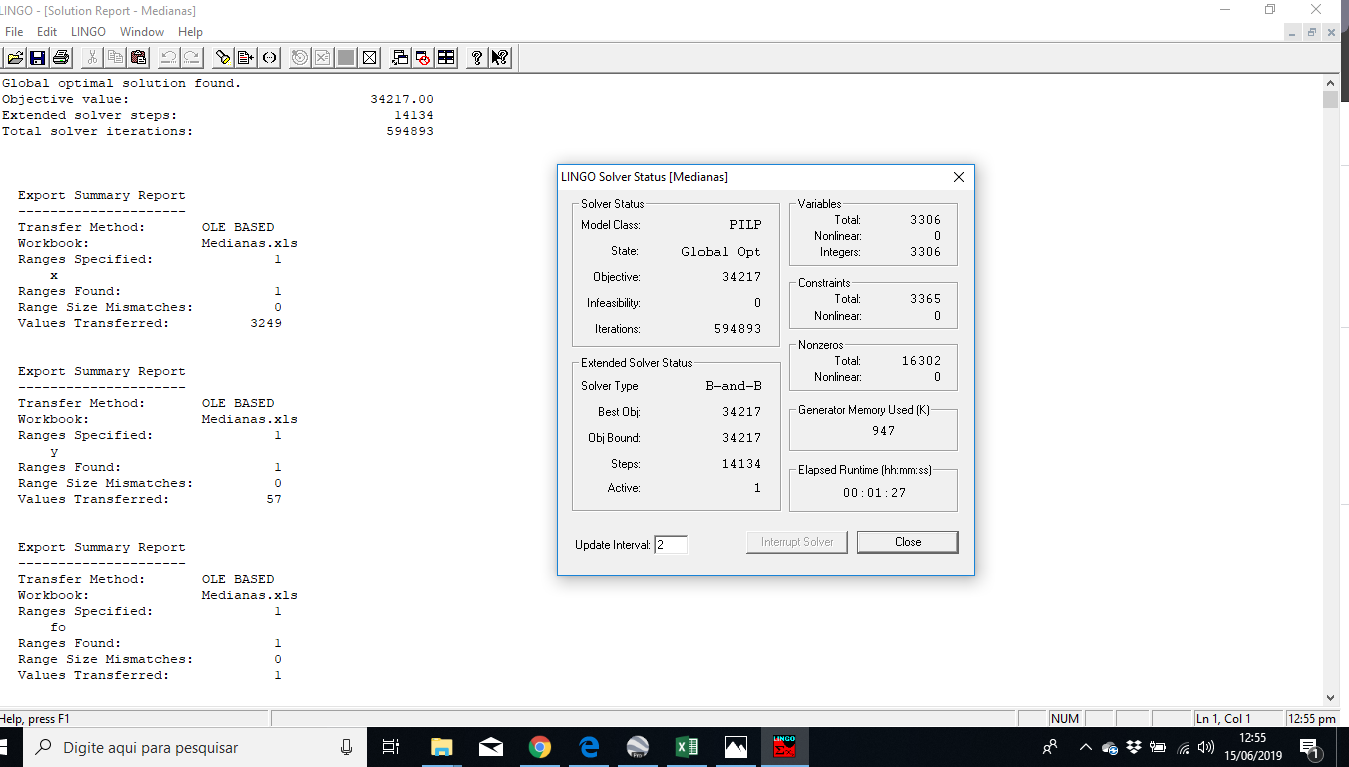 LINGO - [Solution Report - Medianas]
File Edit LINGO Window Help
Global optimal solution found.
Objective value: 34217.00
Extended solver steps: 14134
Total solver iterations: 594893
Export Summary Report
---------------------
Transfer Method: OLE BASED
Workbook: Medianas.xls
Ranges Specified: 1
x
Ranges Found: 1
Range Size Mismatches: 0
Values Transferred: 3249
Export Summary Report
---------------------
Transfer Method: OLE BASED
Workbook: Medianas.xls
Ranges Specified: 1
y
Ranges Found: 1
Range Size Mismatches: 0
Values Transferred: 57
Export Summary Report
---------------------
Transfer Method: OLE BASED
Workbook: Medianas.xls
Ranges Specified: 1
fo
Ranges Found: 1
Range Size Mismatches: 0
Values Transferred: 1
LINGO Solver Status [Medianas]
Solver Status
Model Class: PILP
State: Global Opt
Objective: 34217
Infeasibility: 0
Iterations: 594893
Extended Solver Status
Solver Type B-and-B
Best Obj: 34217
Obj Bound: 34217
Steps: 14134
Active: 1
Variables
Total: 3306
Nonlinear: 0
Integers: 3306
Constraints
Total: 3365
Nonlinear: 0
Nonzeros
Total: 16302
Nonlinear: 0
Generator Memory Used (K)
947
Elapsed Runtime (hh:mm:ss)
00:01:27
Update Interval: 2
Interrupt Solver
Close
Help, press F1
NUM
Ln 1, Col 1
12:55 pm
Digite aqui para pesquisar
Pro
LINGO
12:55
15/06/2019
1